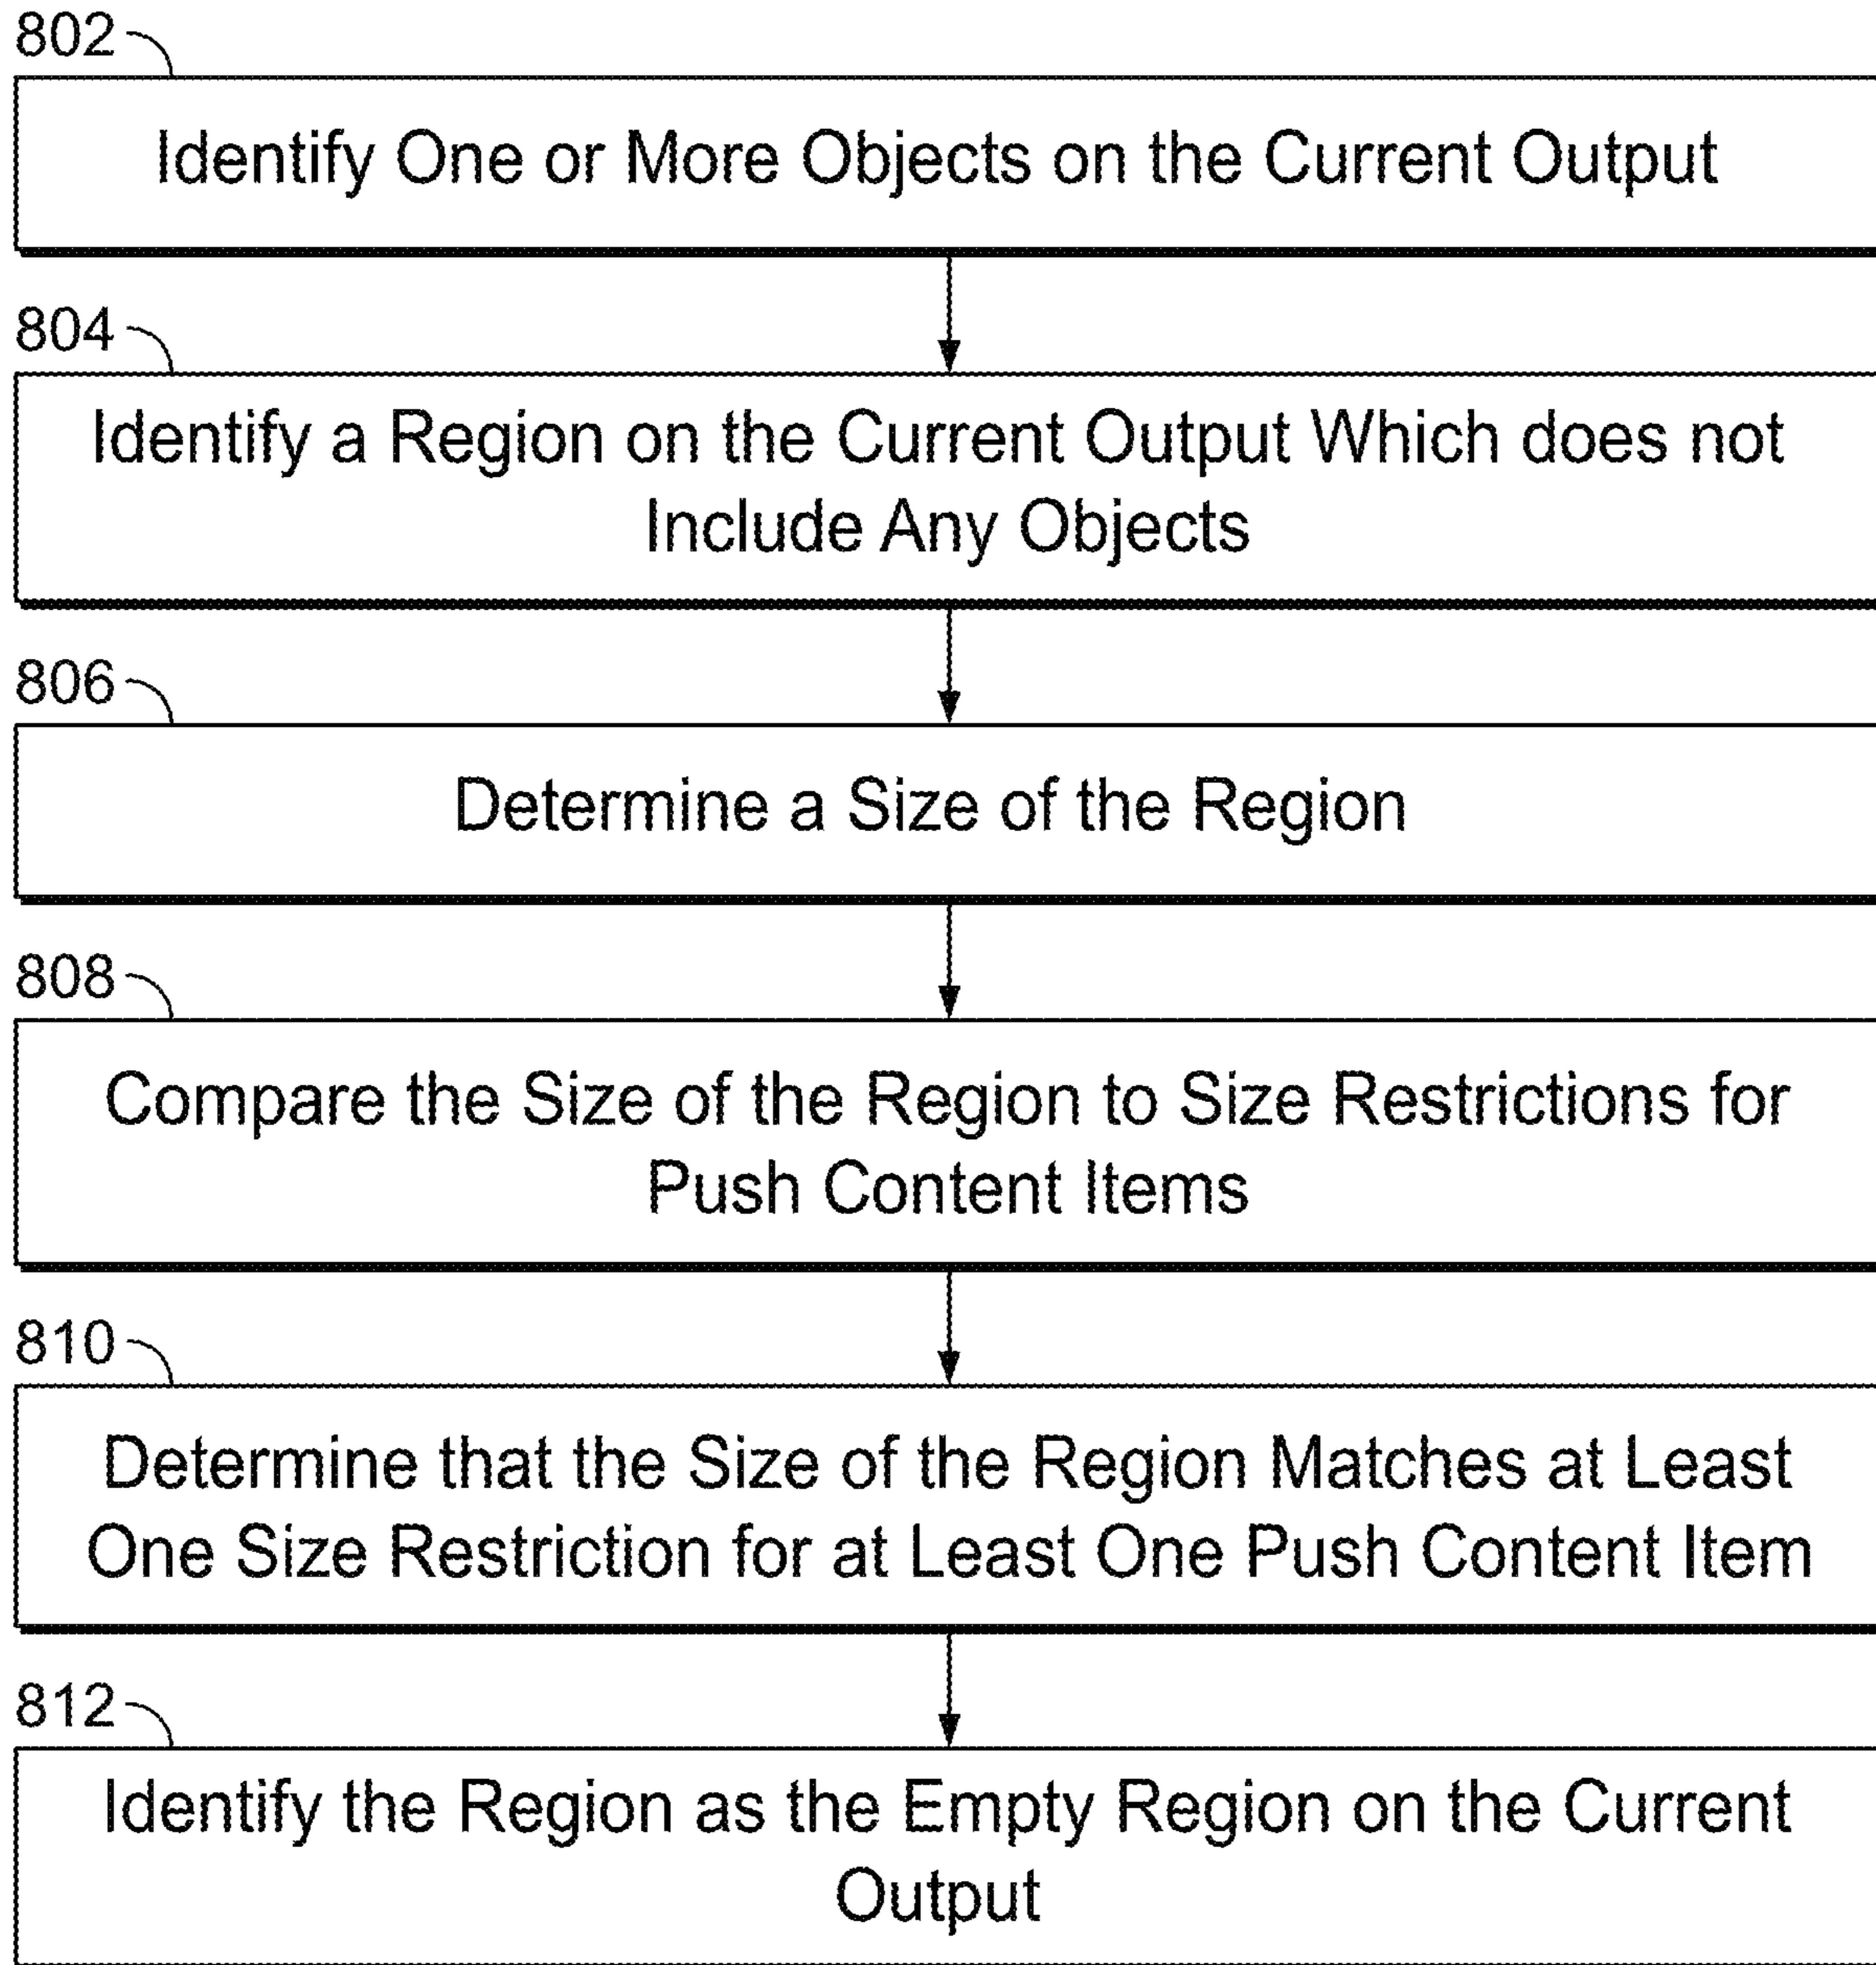 802
Identify One or More Objects on the Current Output
804
Identify a Region on the Current Output Which does not
Include Any Objects
806
Determine a Size of the Region
808
Compare the Size of the Region to Size Restrictions for
Push Content Items
810
Determine that the Size of the Region Matches at Least
One Size Restriction for at Least One Push Content Item
812
Identify the Region as the Empty Region on the Current
Output